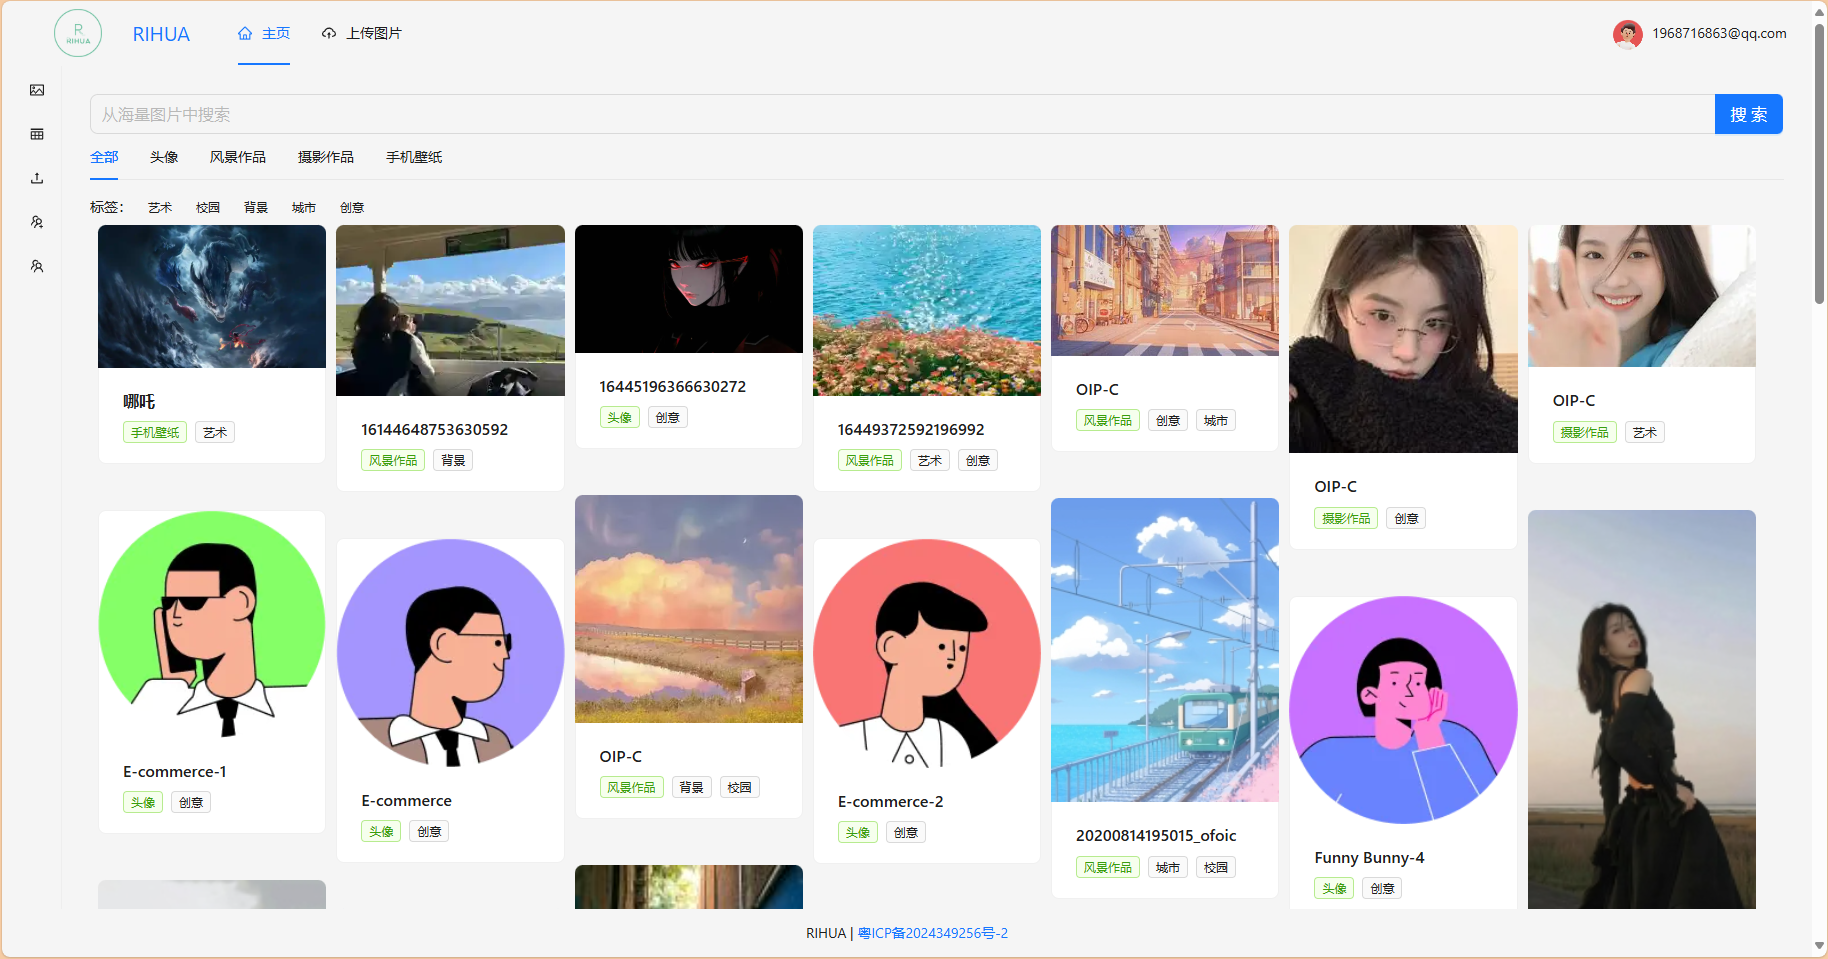 R
RIHUA
RIHUA
主页
上传图片
1968716863@qq.com
从海量图片中搜索
搜 索
全部
头像
风景作品
摄影作品
手机壁纸
标签：
艺术
校园
背景
城市
创意
哪吒
手机壁纸
艺术
16144648753630592
风景作品
背景
16445196366630272
头像
创意
16449372592196992
风景作品
艺术
创意
OIP-C
风景作品
创意
城市
OIP-C
摄影作品
创意
OIP-C
摄影作品
艺术
E-commerce-1
头像
创意
E-commerce
头像
创意
OIP-C
风景作品
背景
校园
E-commerce-2
头像
创意
20200814195015_ofoic
风景作品
城市
校园
Funny Bunny-4
头像
创意
RIHUA | 粤ICP备2024349256号-2